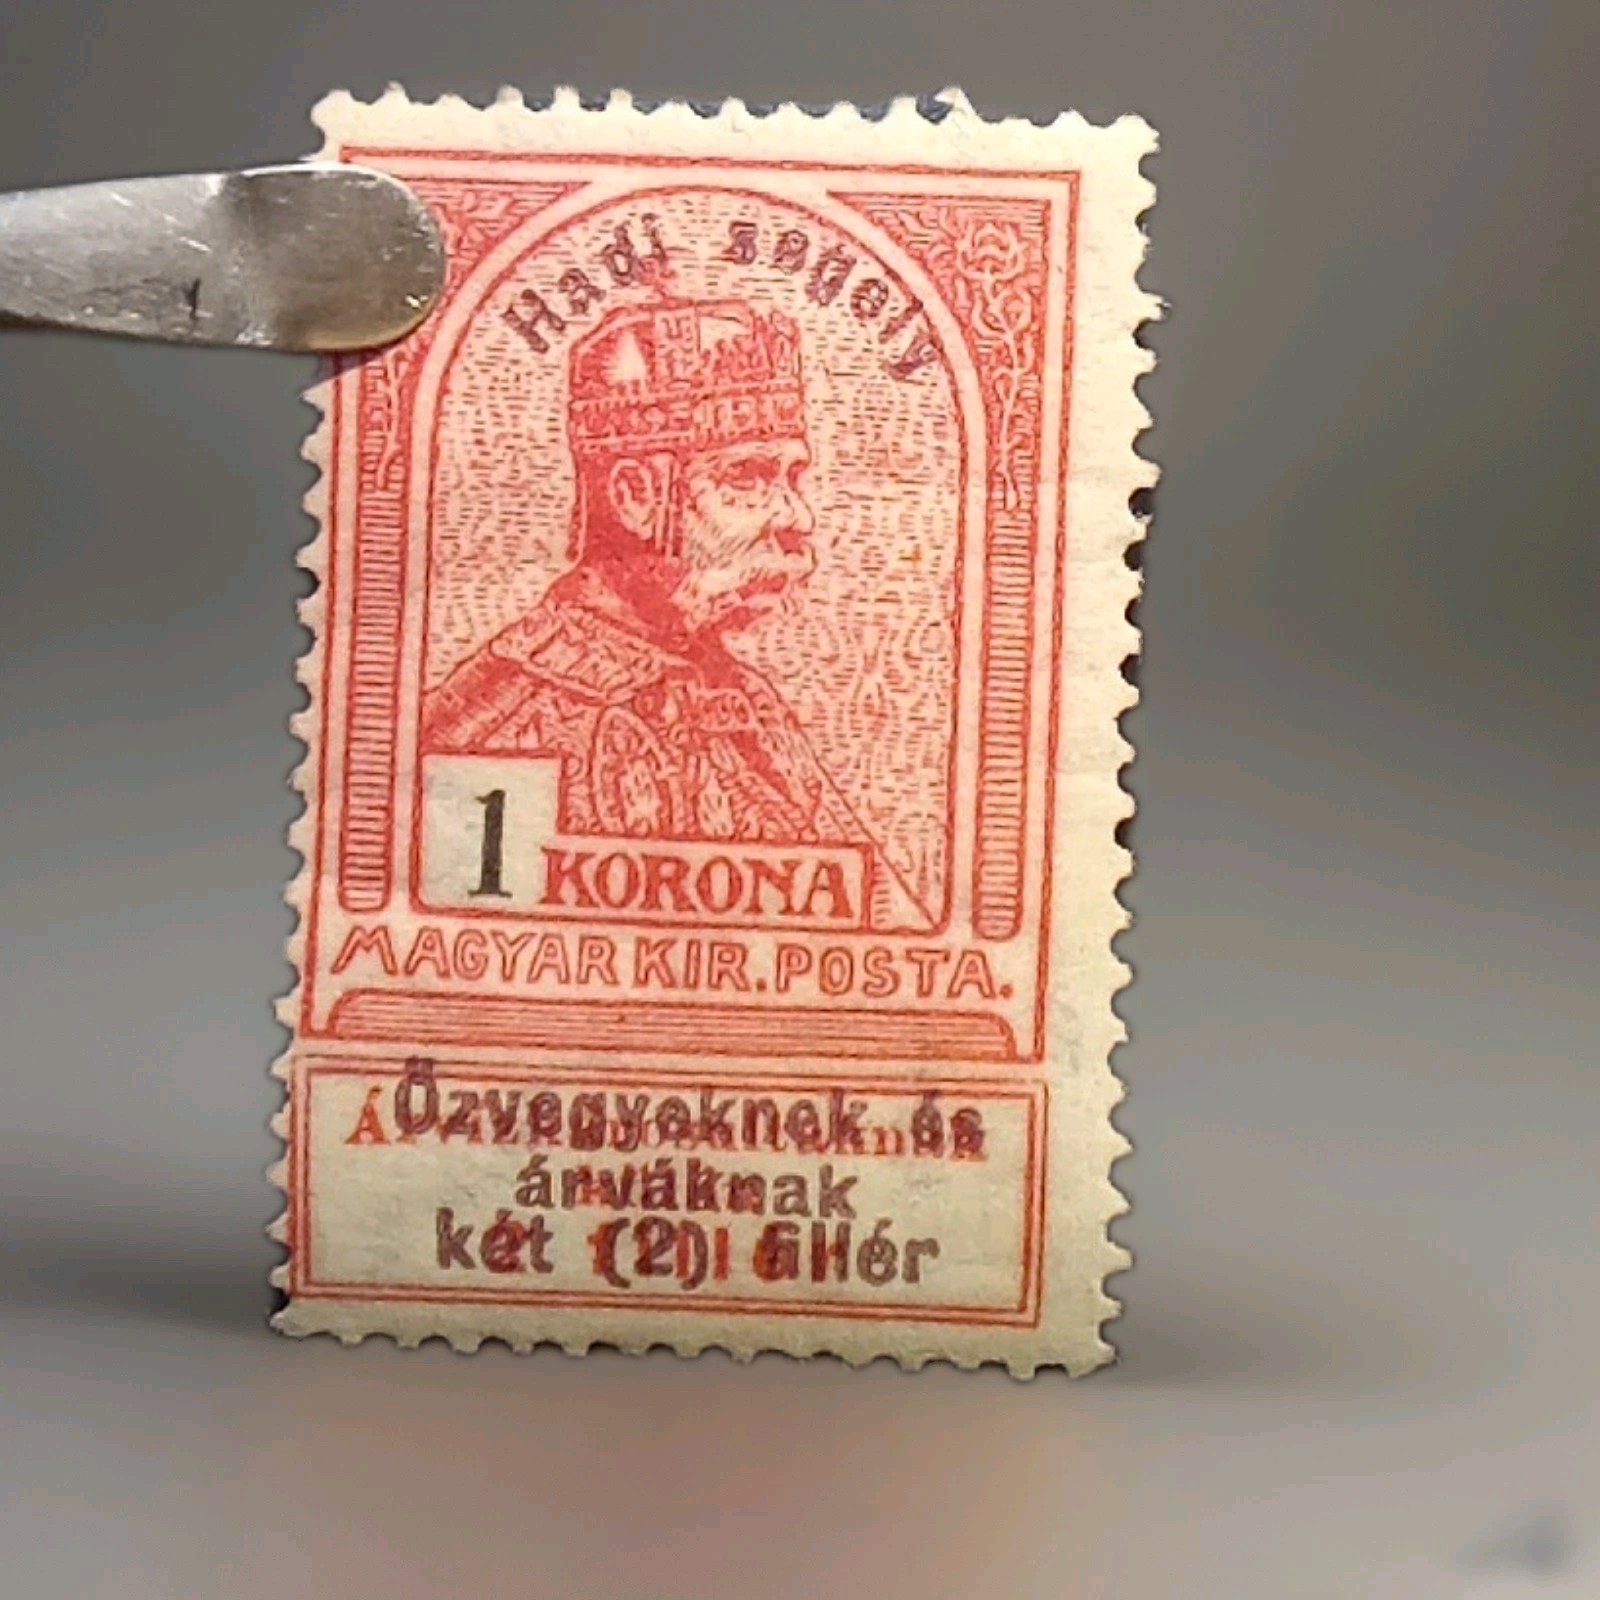 Hadi segély
1 KORONA
MAGYAR KIR. POSTA.
Özvegyeknek és
árváknak
két (2) fillér